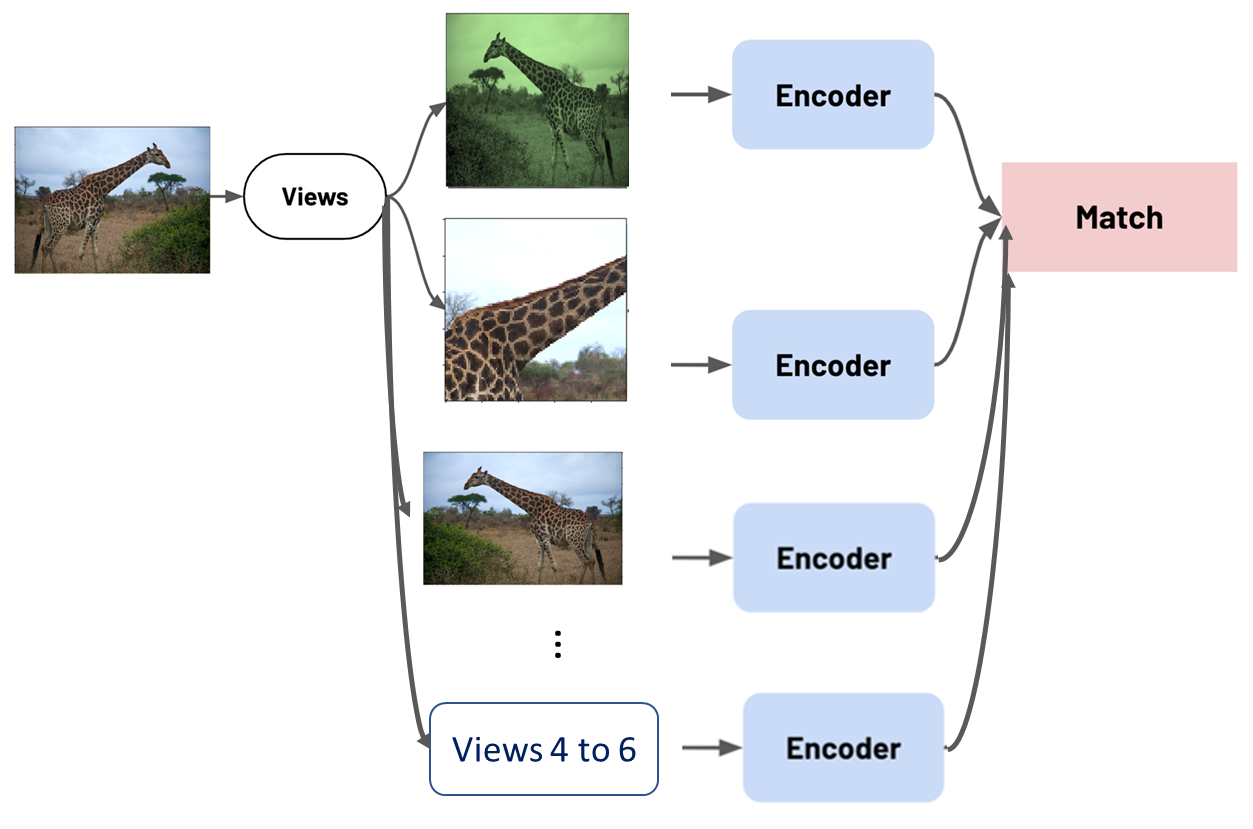 Views
Encoder
Match
Encoder
Encoder
⋮
Views 4 to 6
Encoder